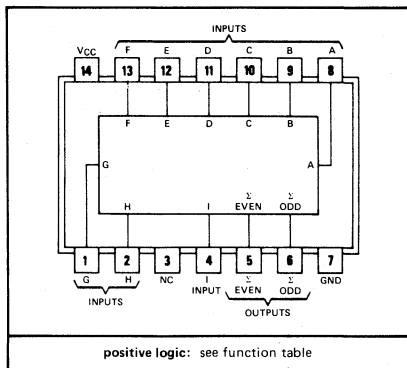 INPUTS
VCC F E D C B A
14 13 12 11 10 9 8
F E D C B
G A
H I Σ EVEN Σ ODD
1 2 3 4 5 6 7
G H NC I INPUT Σ EVEN Σ ODD GND
INPUTS OUTPUTS
positive logic: see function table